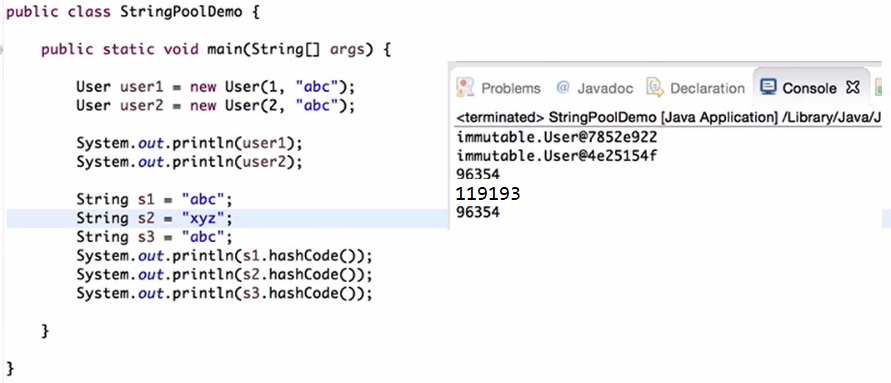 public class StringPoolDemo {
public static void main(String[] args) {
User user1 = new User(1, "abc");
User user2 = new User(2, "abc");
System.out.println(user1);
System.out.println(user2);
String s1 = "abc";
String s2 = "xyz";
String s3 = "abc";
System.out.println(s1.hashCode());
System.out.println(s2.hashCode());
System.out.println(s3.hashCode());
}
}
Problems @ Javadoc Declaration Console
<terminated> StringPoolDemo [Java Application] /Library/Java/J
immutable.User@7852e922
immutable.User@4e25154f
96354
119193
96354